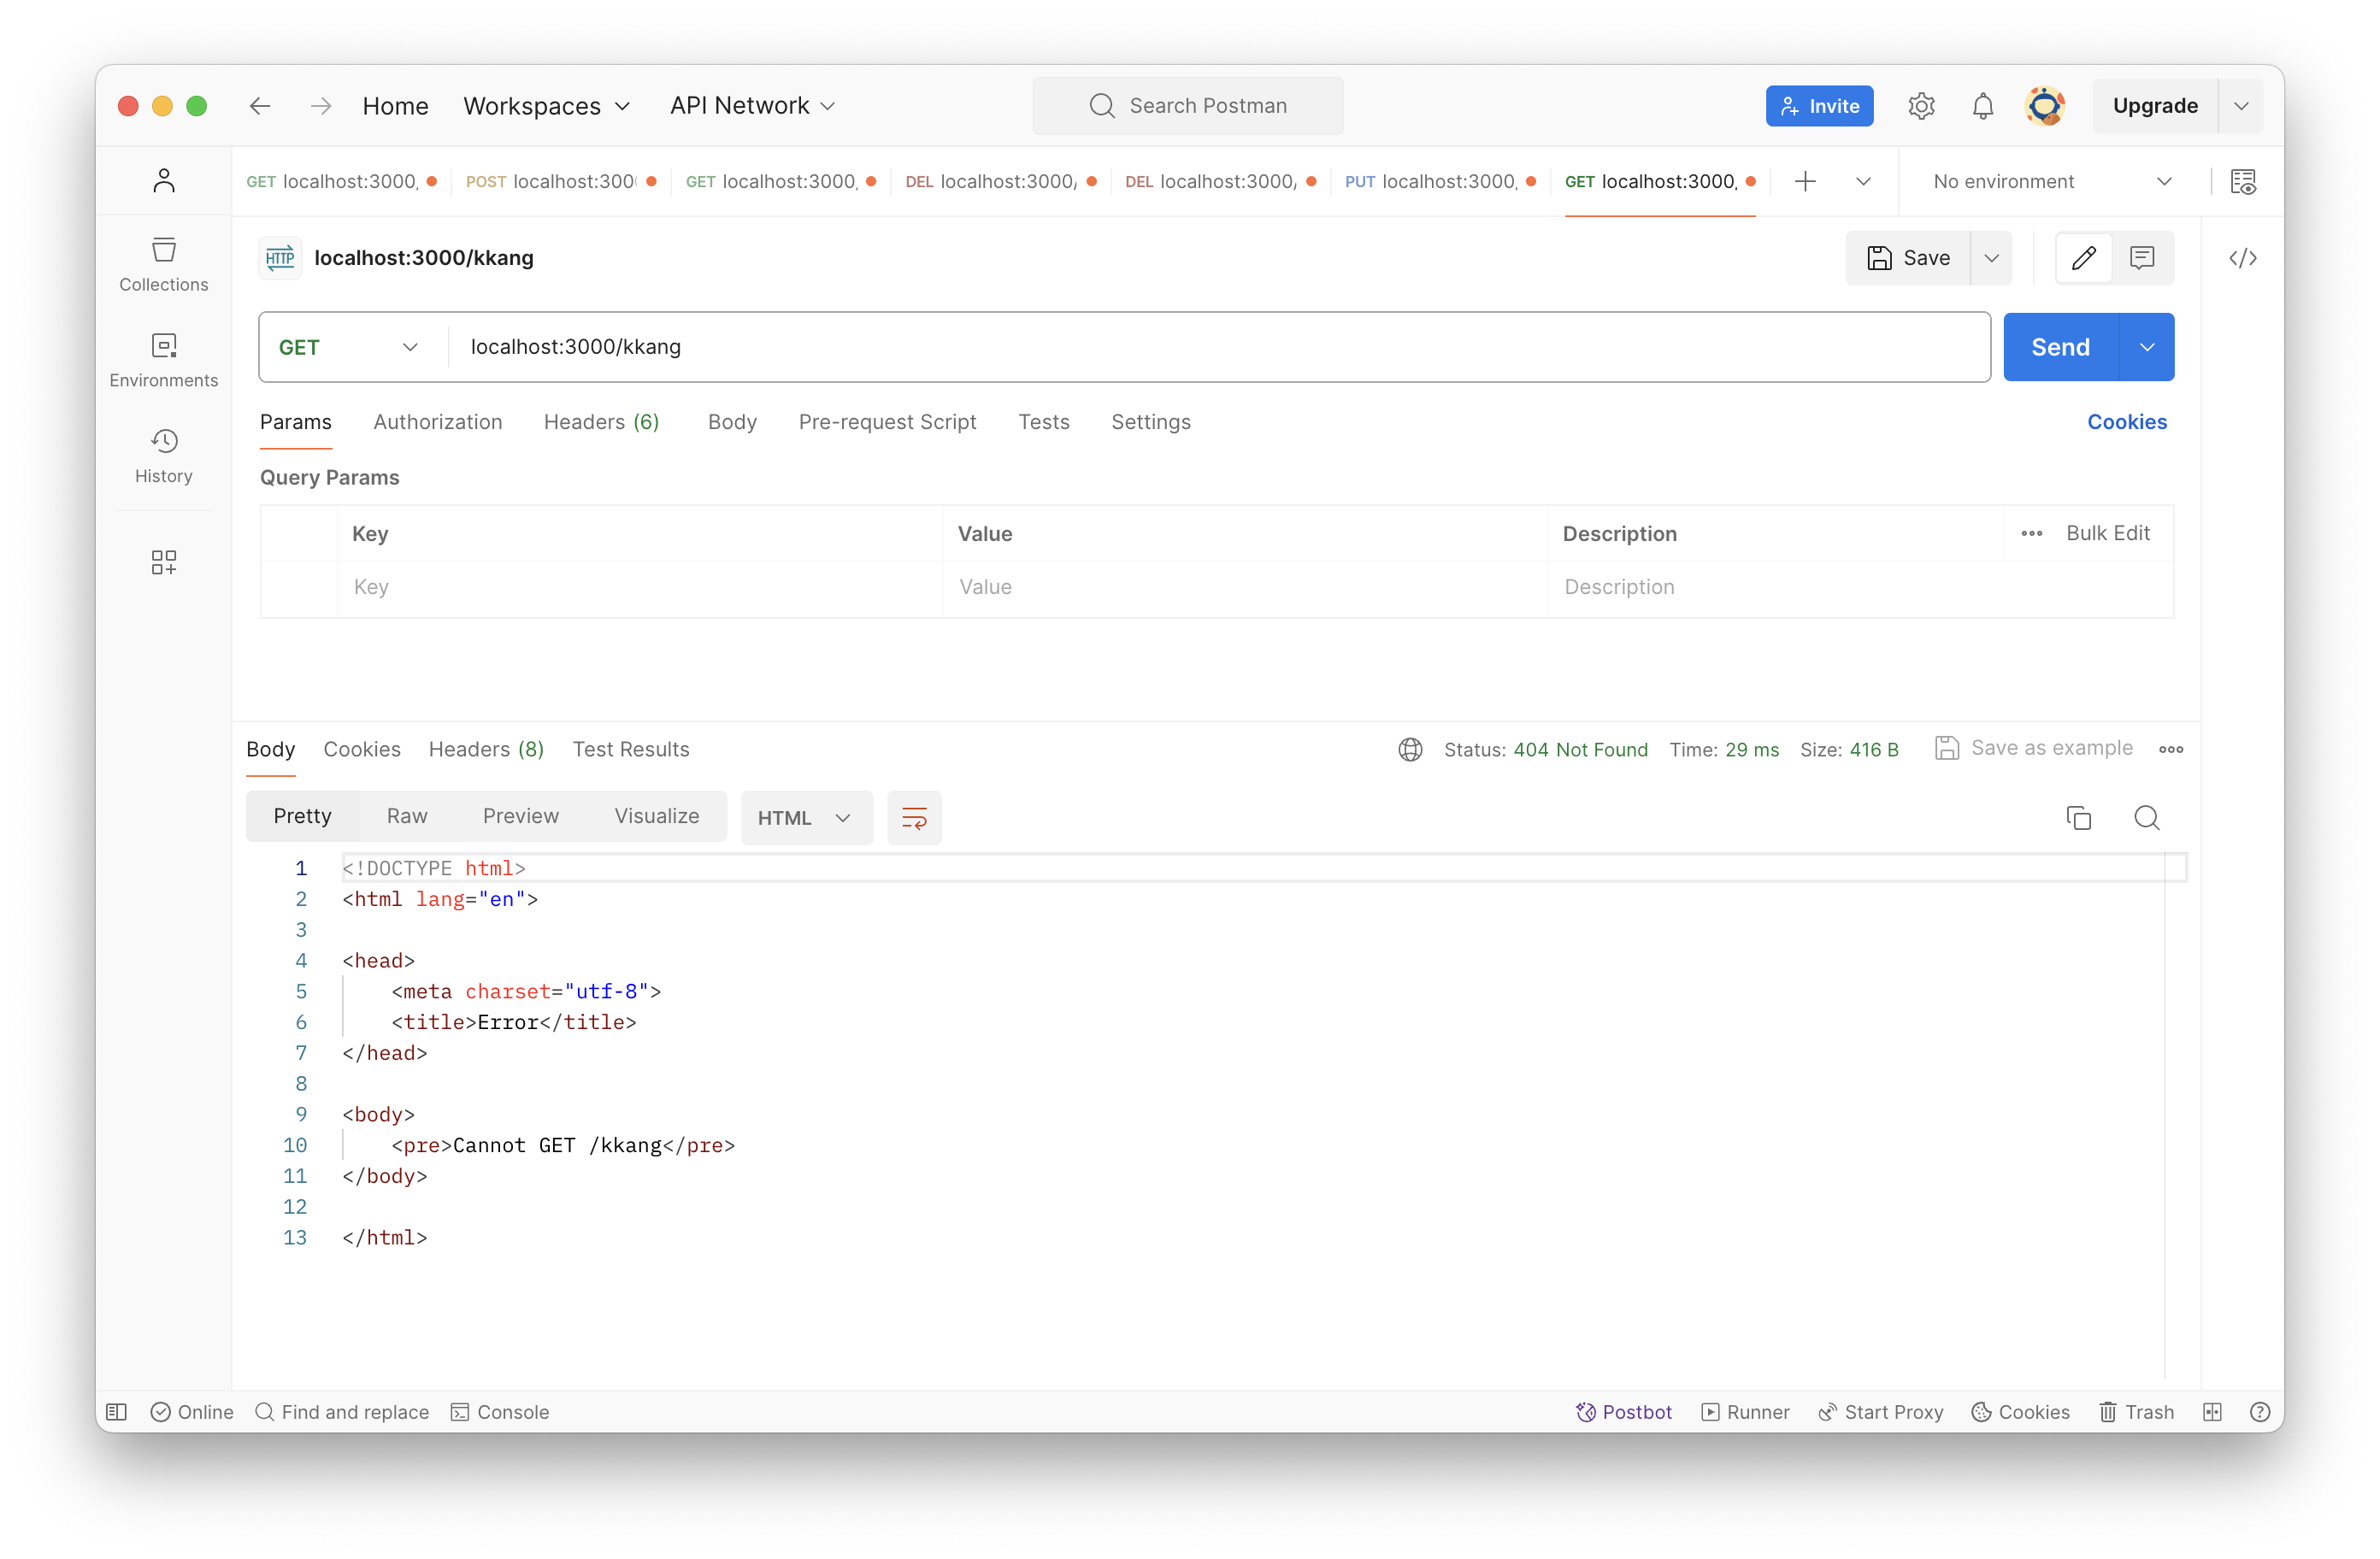 Home Workspaces API Network Search Postman Invite Upgrade
GET localhost:3000, POST localhost:300 GET localhost:3000, DEL localhost:3000/ DEL localhost:3000/ PUT localhost:3000, GET localhost:3000, No environment
HTTP localhost:3000/kkang Save
Collections
Environments
History
GET localhost:3000/kkang Send
Params Authorization Headers (6) Body Pre-request Script Tests Settings Cookies
Query Params
Key Value Description Bulk Edit
Key Value Description
Body Cookies Headers (8) Test Results Status: 404 Not Found Time: 29 ms Size: 416 B Save as example
Pretty Raw Preview Visualize HTML
1 <!DOCTYPE html>
2 <html lang="en">
3
4 <head>
5 <meta charset="utf-8">
6 <title>Error</title>
7 </head>
8
9 <body>
10 <pre>Cannot GET /kkang</pre>
11 </body>
12
13 </html>
Online Find and replace Console Postbot Runner Start Proxy Cookies Trash